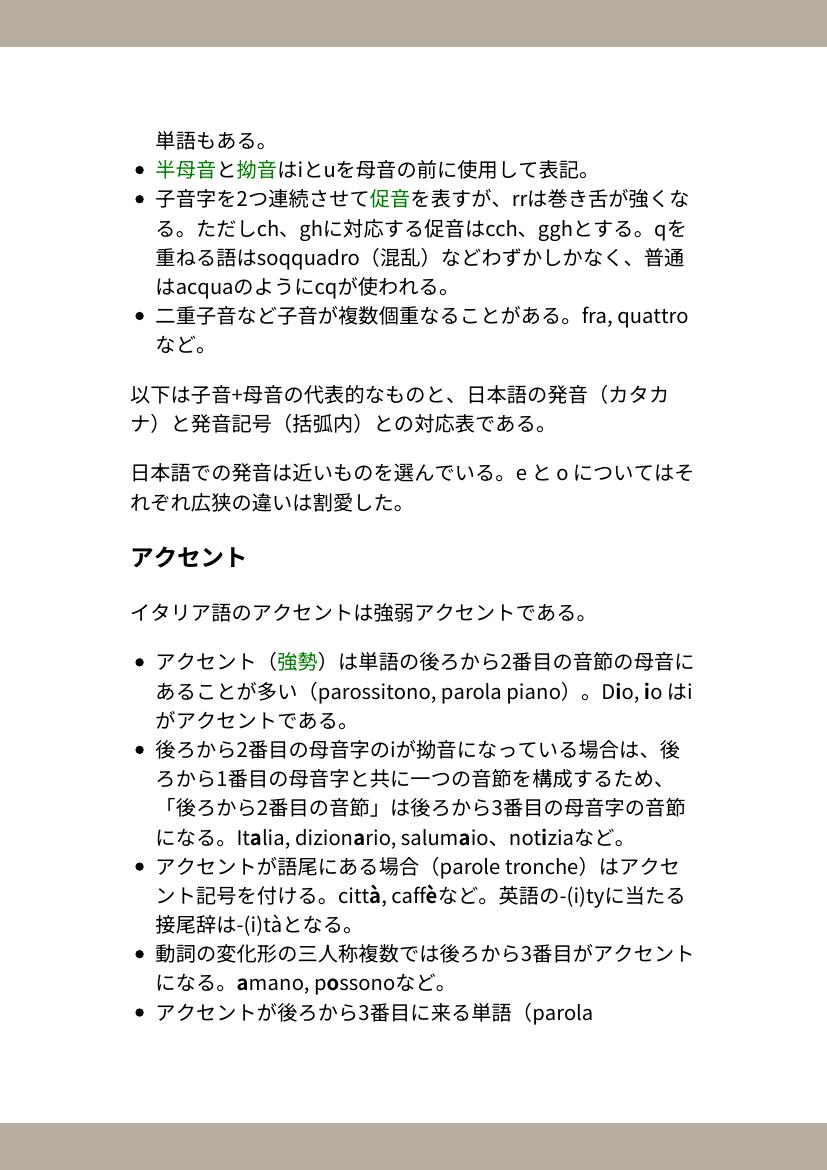 単語もある。
• 半母音と拗音はiとuを母音の前に使用して表記。
• 子音字を2つ連続させて促音を表すが、rrは巻き舌が強くな
る。ただしch、ghに対応する促音はcch、gghとする。qを
重ねる語はsoqquadro（混乱）などわずかしかなく、普通
はacquaのようにcqが使われる。
• 二重子音など子音が複数個重なることがある。fra, quattro
など。
以下は子音+母音の代表的なものと、日本語の発音（カタカ
ナ）と発音記号（括弧内）との対応表である。
日本語での発音は近いものを選んでいる。e と o についてはそ
れぞれ広狭の違いは割愛した。
アクセント
イタリア語のアクセントは強弱アクセントである。
• アクセント（強勢）は単語の後ろから2番目の音節の母音に
あることが多い（parossitono, parola piano）。Dio, io はi
がアクセントである。
• 後ろから2番目の母音字のiが拗音になっている場合は、後
ろから1番目の母音字と共に一つの音節を構成するため、
「後ろから2番目の音節」は後ろから3番目の母音字の音節
になる。Italia, dizionario, salumaio、notiziaなど。
• アクセントが語尾にある場合（parole tronche）はアクセ
ント記号を付ける。città, caffèなど。英語の-(i)tyに当たる
接尾辞は-(i)tàとなる。
• 動詞の変化形の三人称複数では後ろから3番目がアクセント
になる。amano, possonoなど。
• アクセントが後ろから3番目に来る単語（parola